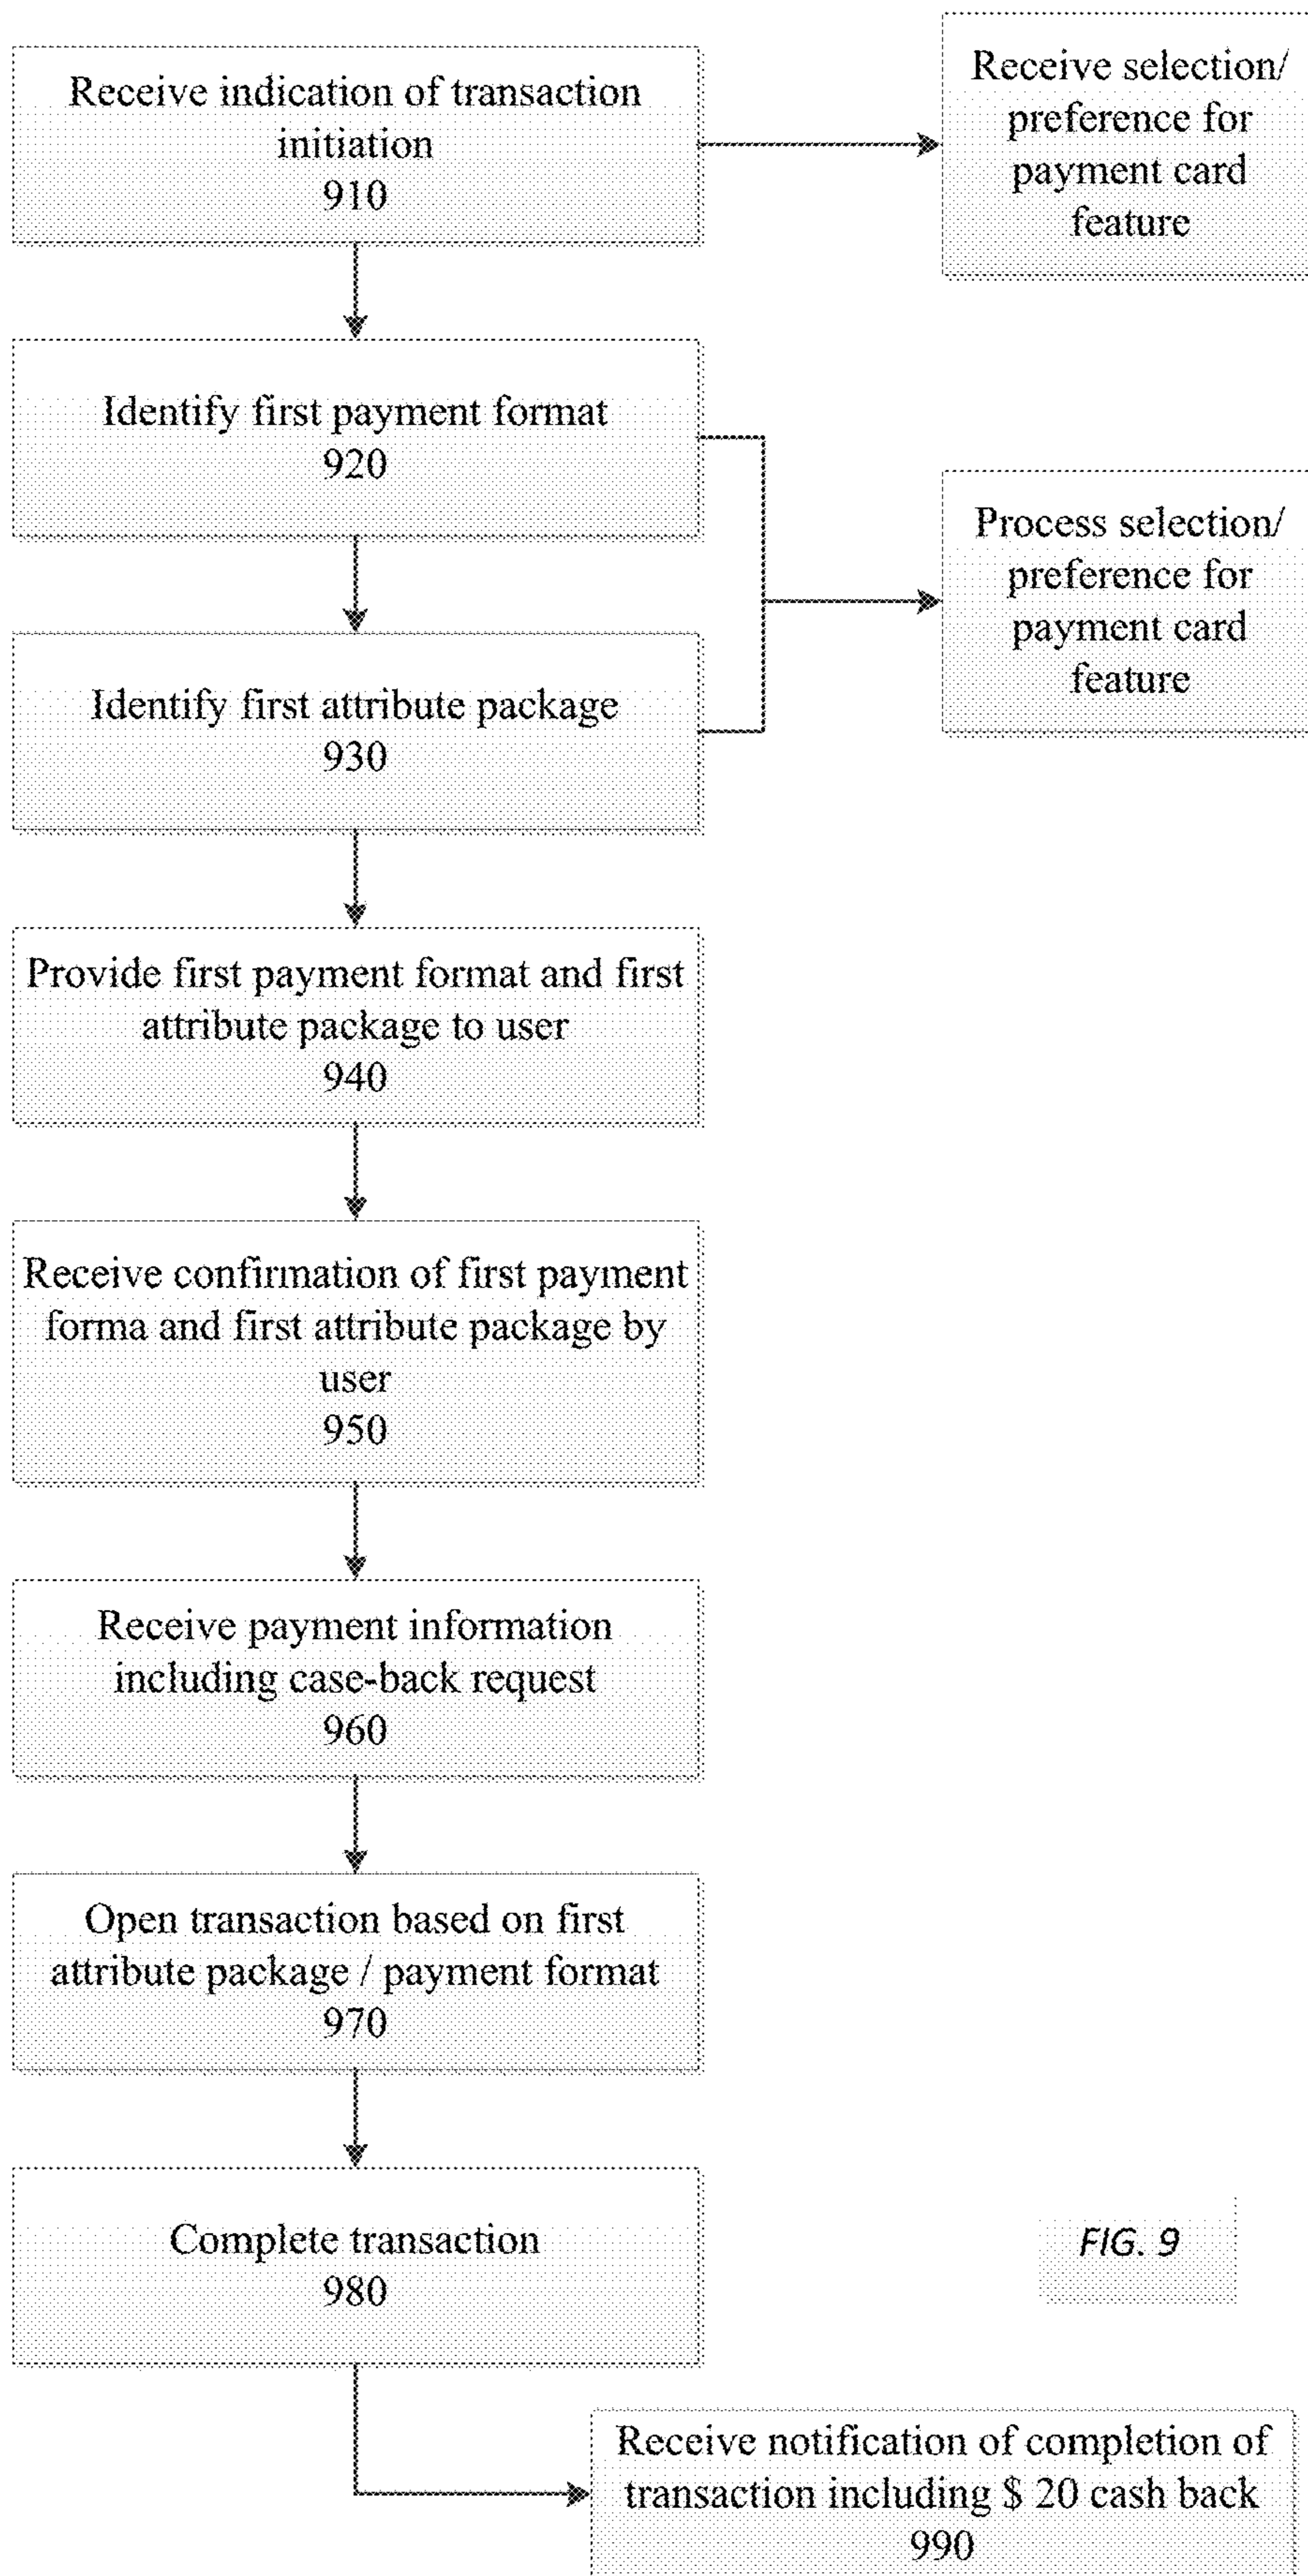 Receive indication of transaction
initiation
910
Receive selection/
preference for
payment card
feature
Identify first payment format
920
Process selection/
preference for
payment card
feature
Identify first attribute package
930
Provide first payment format and first
attribute package to user
940
Receive confirmation of first payment
forma and first attribute package by
user
950
Receive payment information
including case-back request
960
Open transaction based on first
attribute package / payment format
970
Complete transaction
980
FIG. 9
Receive notification of completion of
transaction including $ 20 cash back
990